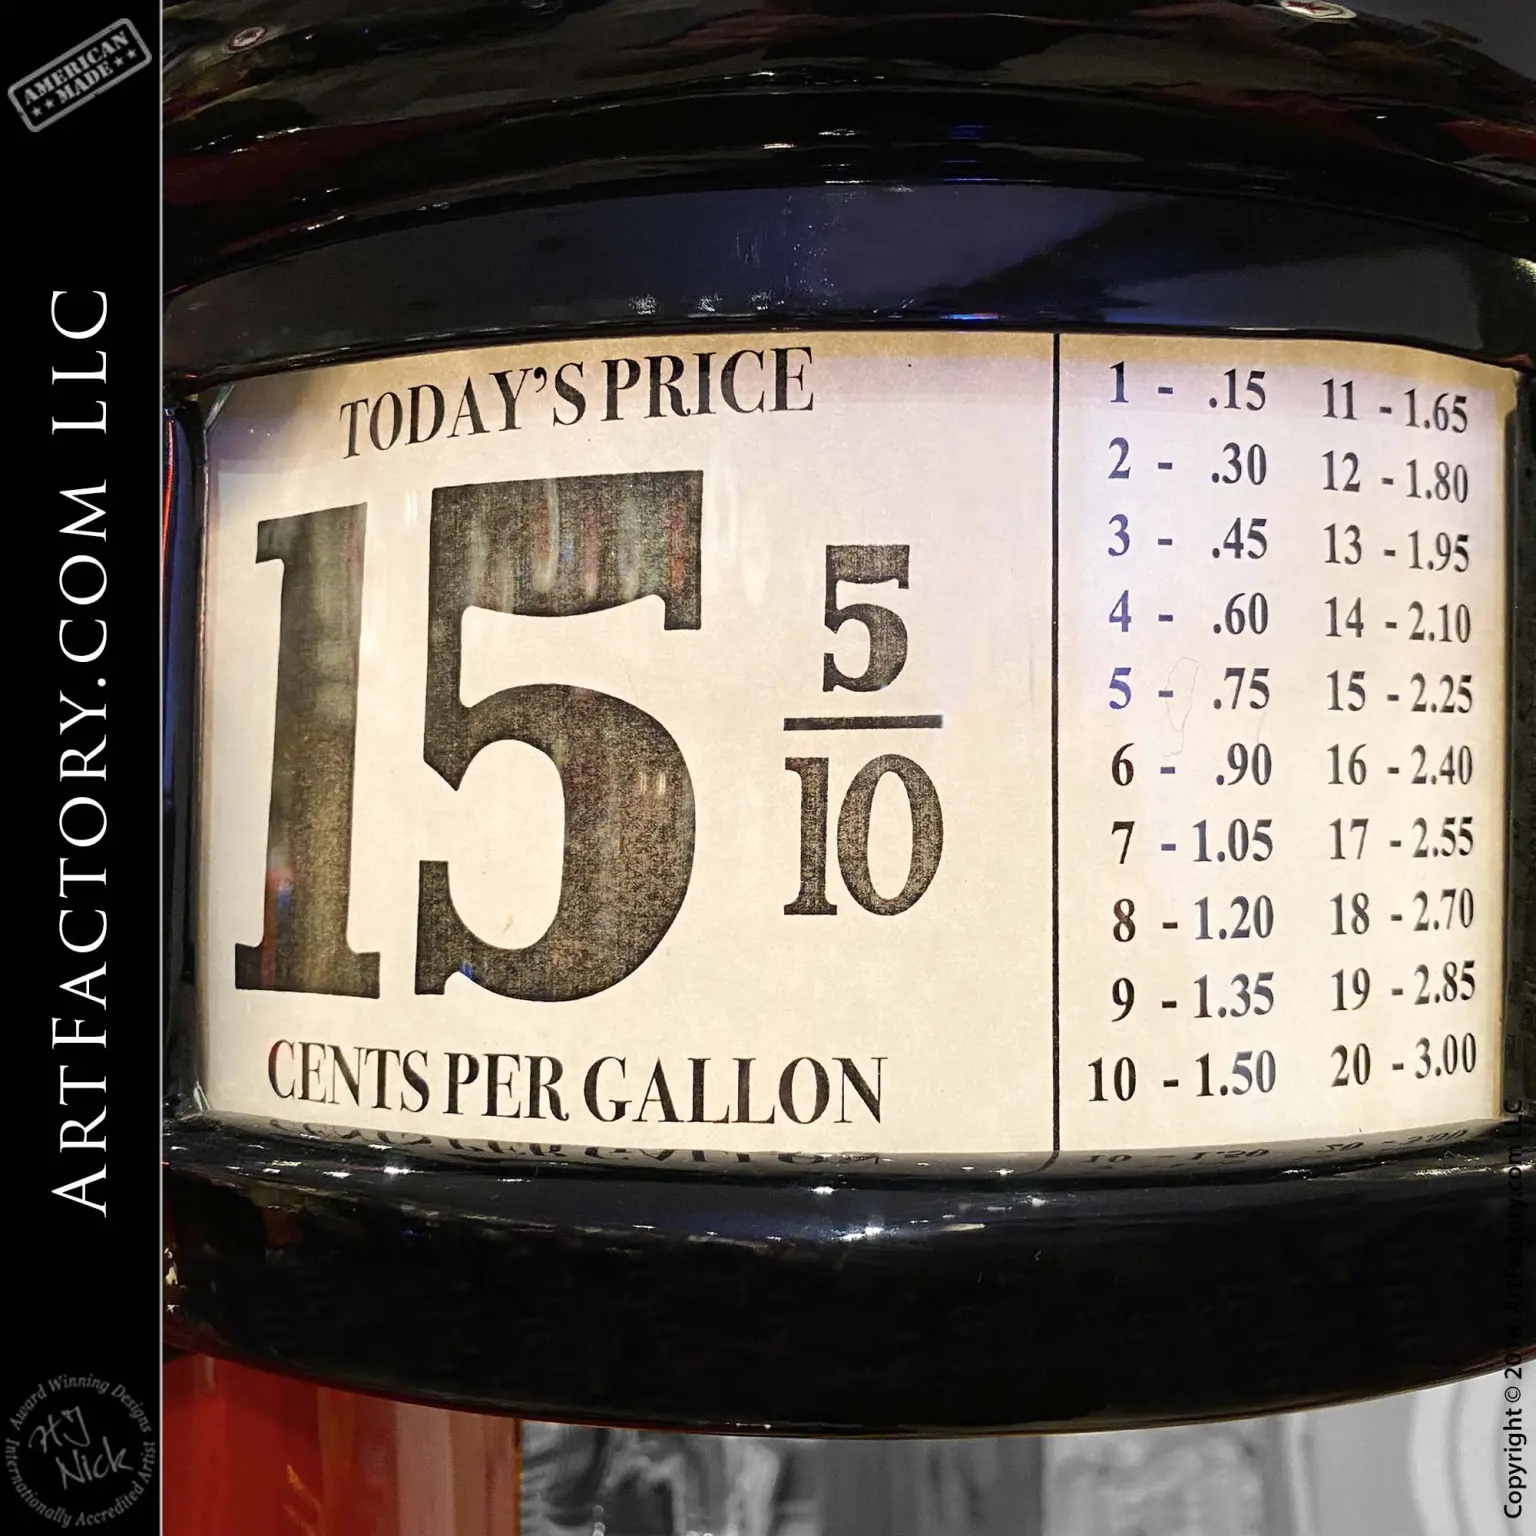 AMERICAN
MADE
ARTFACTORY.COM LLC
Award Winning Designs
HJ
Nick
Internationally Accredited Artist
TODAY'S PRICE
15 5/10
CENTS PER GALLON
1 - .15 11 - 1.65
2 - .30 12 - 1.80
3 - .45 13 - 1.95
4 - .60 14 - 2.10
5 - .75 15 - 2.25
6 - .90 16 - 2.40
7 - 1.05 17 - 2.55
8 - 1.20 18 - 2.70
9 - 1.35 19 - 2.85
10 - 1.50 20 - 3.00
Copyright © ArtFactory.com LLC